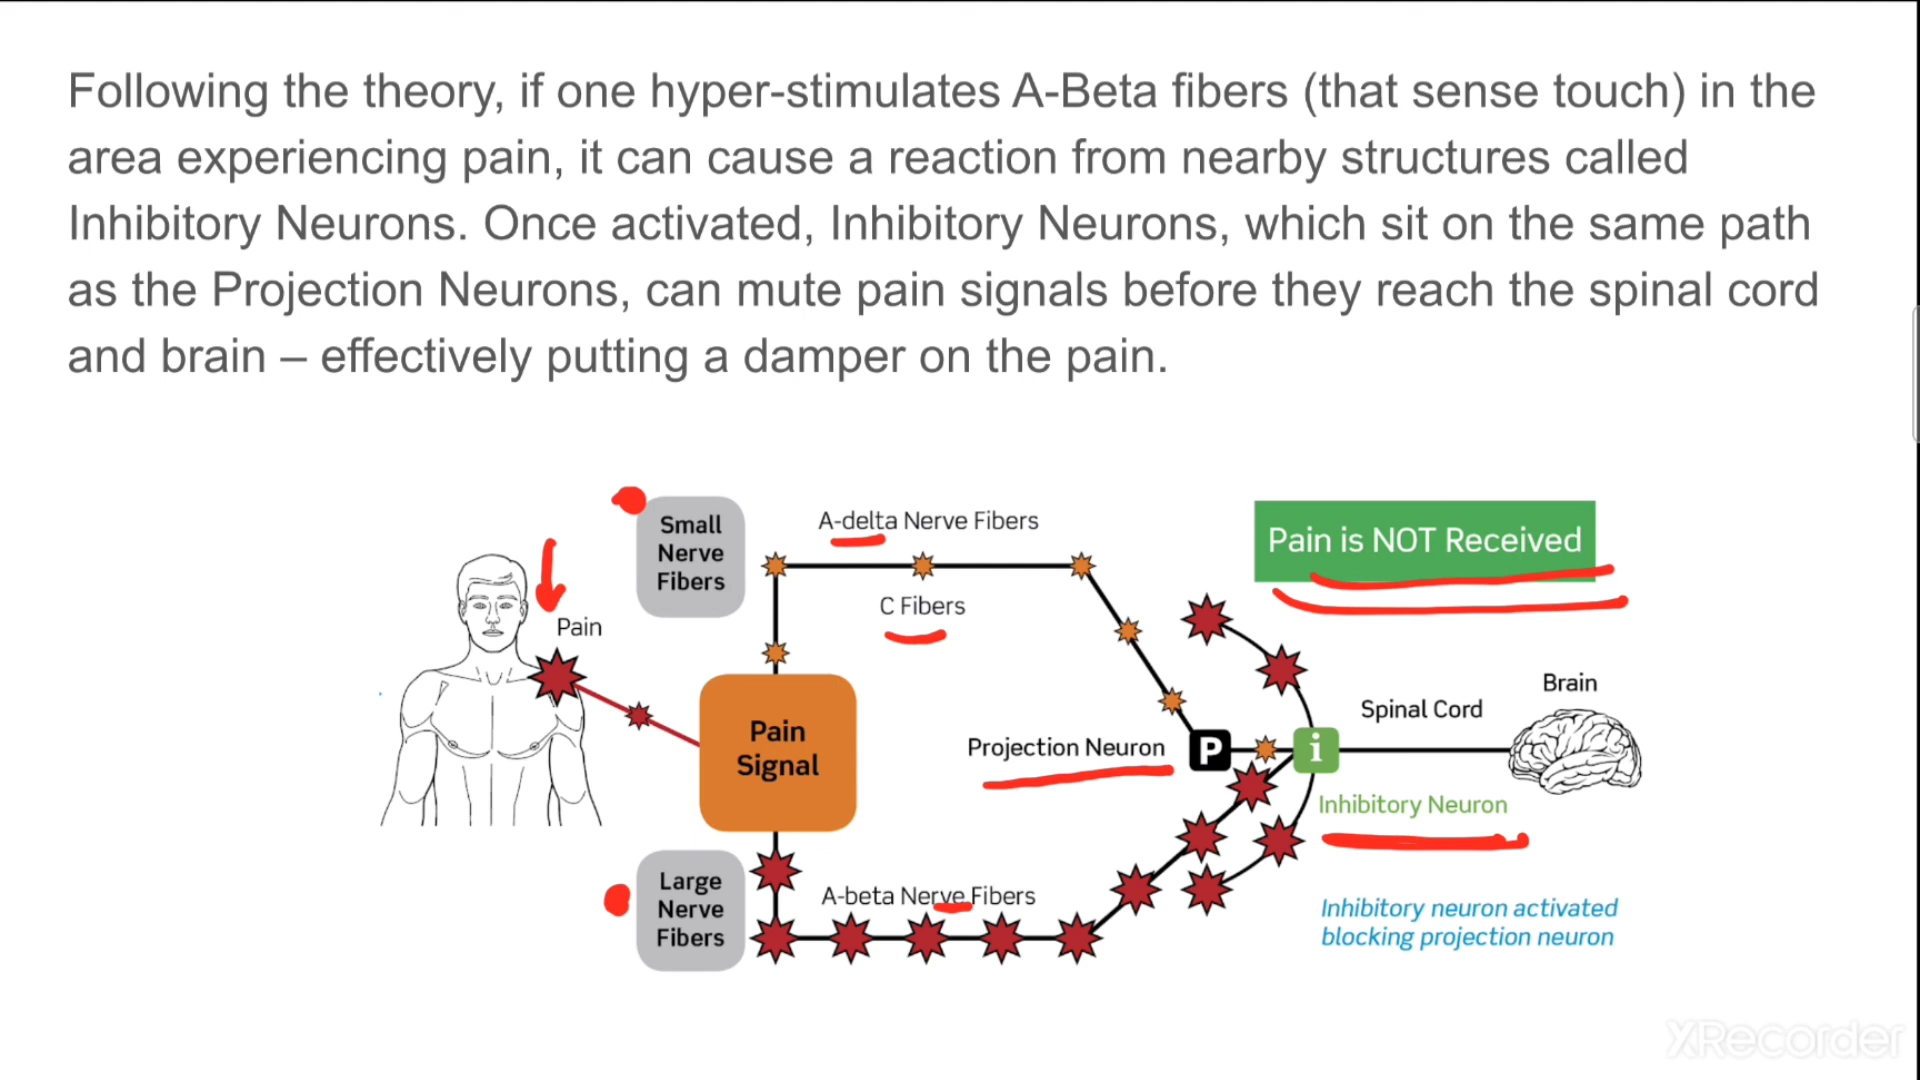 Following the theory, if one hyper-stimulates A-Beta fibers (that sense touch) in the
area experiencing pain, it can cause a reaction from nearby structures called
Inhibitory Neurons. Once activated, Inhibitory Neurons, which sit on the same path
as the Projection Neurons, can mute pain signals before they reach the spinal cord
and brain – effectively putting a damper on the pain.
Small
Nerve
Fibers
A-delta Nerve Fibers
C Fibers
Pain is NOT Received
Pain
Pain
Signal
Projection Neuron
P
i
Spinal Cord
Brain
Inhibitory Neuron
Large
Nerve
Fibers
A-beta Nerve Fibers
Inhibitory neuron activated
blocking projection neuron
XRecorder